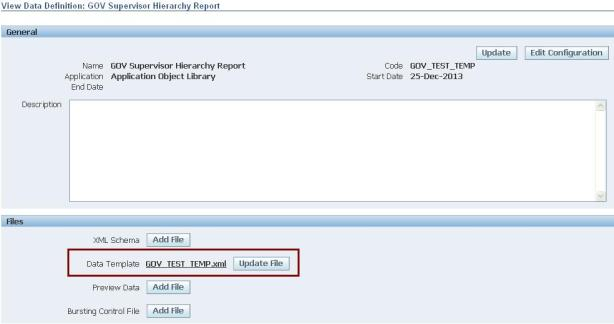 View Data Definition: GOV Supervisor Hierarchy Report
General
Update Edit Configuration
Name GOV Supervisor Hierarchy Report Code GOV_TEST_TEMP
Application Application Object Library Start Date 25-Dec-2013
End Date
Description
Files
XML Schema Add File
Data Template GOV_TEST_TEMP.xml Update File
Preview Data Add File
Bursting Control File Add File